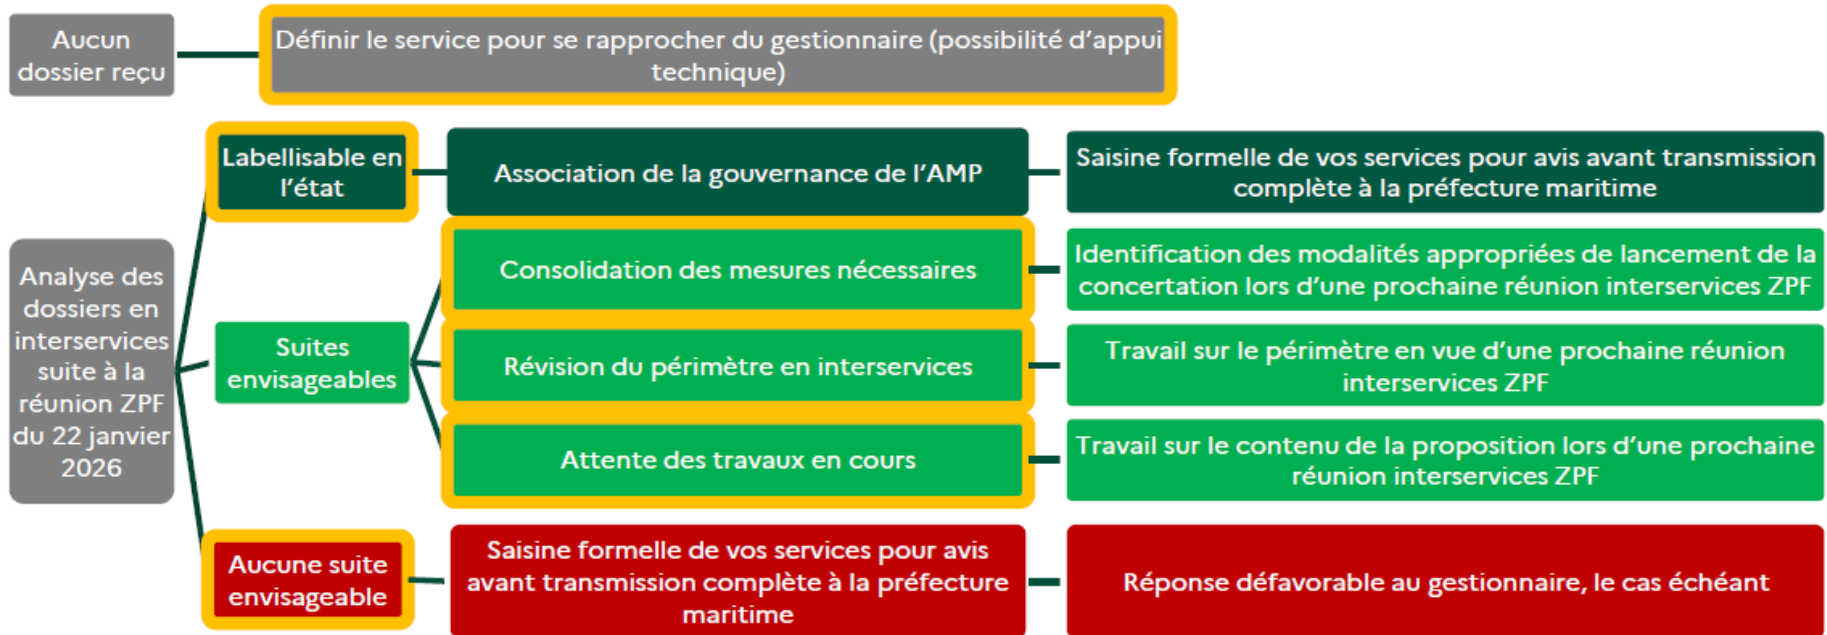 Aucun
dossier reçu
Définir le service pour se rapprocher du gestionnaire (possibilité d’appui
technique)
Analyse des
dossiers en
interservices
suite à la
réunion ZPF
du 22 janvier
2026
Labellisable en
l’état
Association de la gouvernance de l’AMP
Saisine formelle de vos services pour avis avant transmission
complète à la préfecture maritime
Suites
envisageables
Consolidation des mesures nécessaires
Identification des modalités appropriées de lancement de la
concertation lors d’une prochaine réunion interservices ZPF
Révision du périmètre en interservices
Travail sur le périmètre en vue d’une prochaine réunion
interservices ZPF
Attente des travaux en cours
Travail sur le contenu de la proposition lors d’une prochaine
réunion interservices ZPF
Aucune suite
envisageable
Saisine formelle de vos services pour avis
avant transmission complète à la préfecture
maritime
Réponse défavorable au gestionnaire, le cas échéant